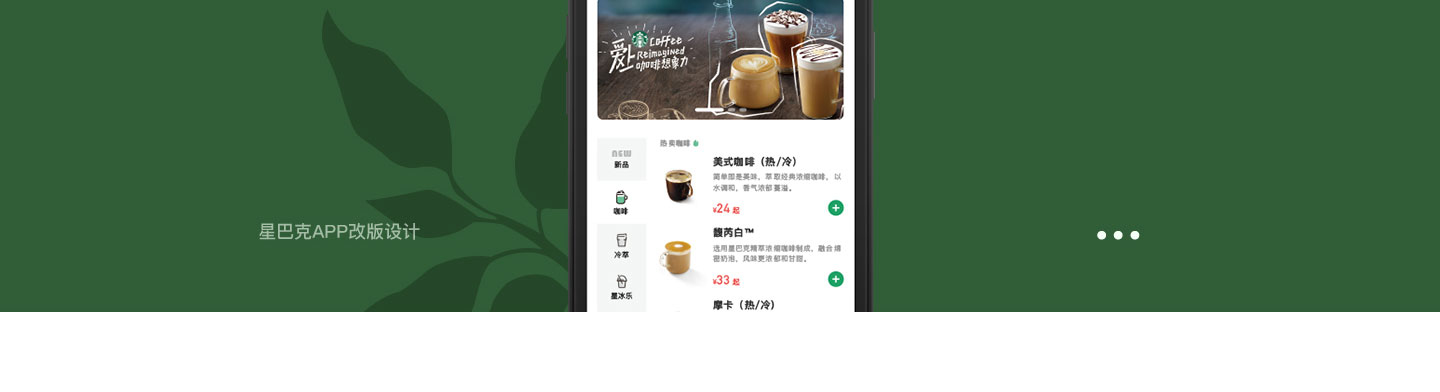 爱上
Coffee
Reimagined
咖啡想象力
热卖咖啡
new
新品
美式咖啡（热/冷）
简单即是美味，萃取经典浓缩咖啡，以
水调和，香气浓郁蔓溢。
¥24 起
咖啡
馥芮白™
选用星巴克精萃浓缩咖啡制成，融合绵
密奶泡，风味更浓郁和甘甜。
¥33 起
冷萃
星冰乐
摩卡（热/冷）
星巴克APP改版设计